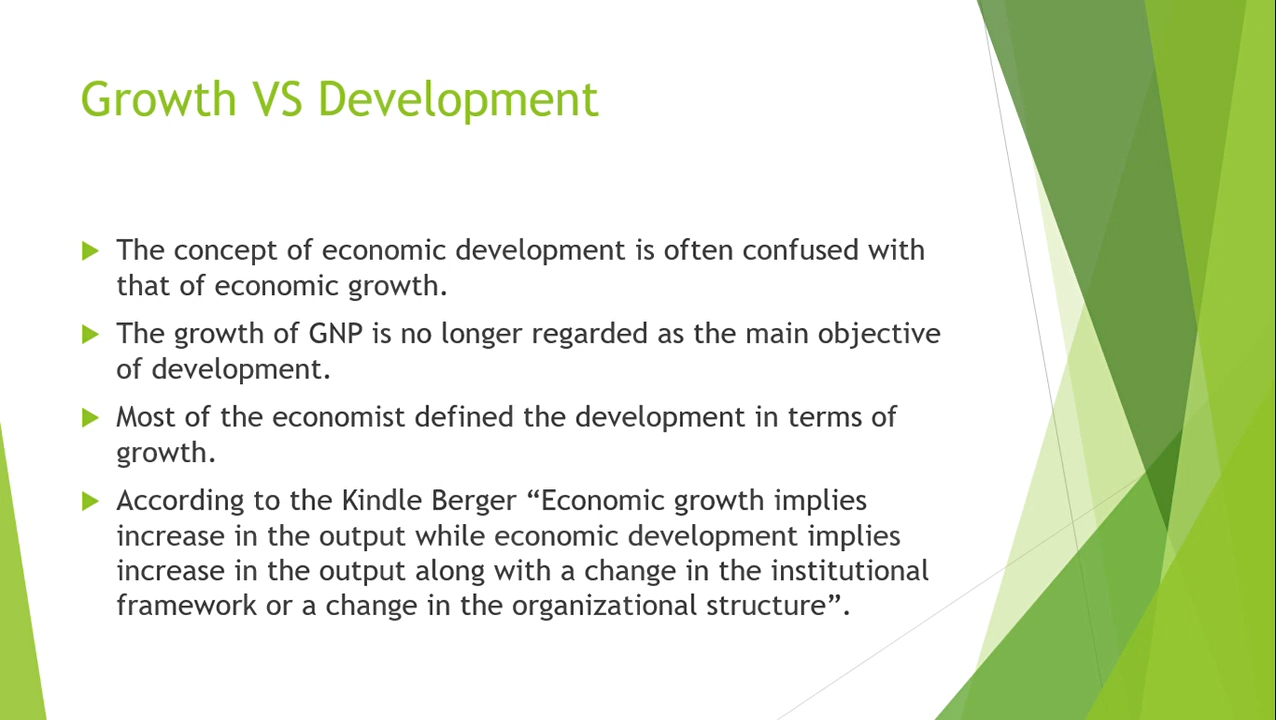 Growth VS Development
The concept of economic development is often confused with
that of economic growth.
The growth of GNP is no longer regarded as the main objective
of development.
Most of the economist defined the development in terms of
growth.
According to the Kindle Berger “Economic growth implies
increase in the output while economic development implies
increase in the output along with a change in the institutional
framework or a change in the organizational structure”.